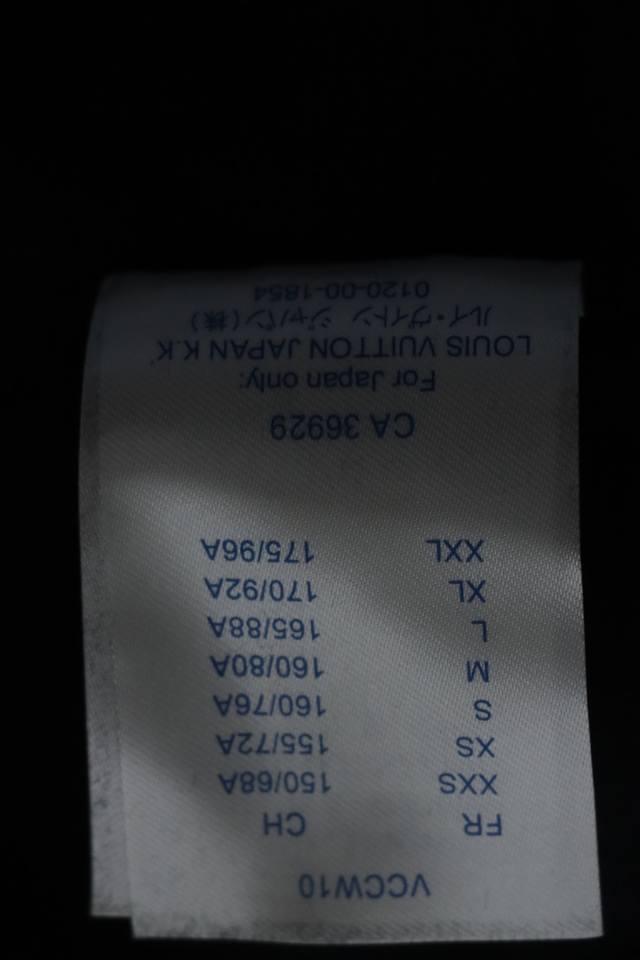 VCCW10
FR CH
XXS 150/68A
XS 155/72A
S 160/76A
M 160/80A
L 165/88A
XL 170/92A
XXL 175/96A
CA 36929
For Japan only:
LOUIS VUITTON JAPAN K.K.
ルイ・ヴィトン ジャパン(株)
0120-00-1854